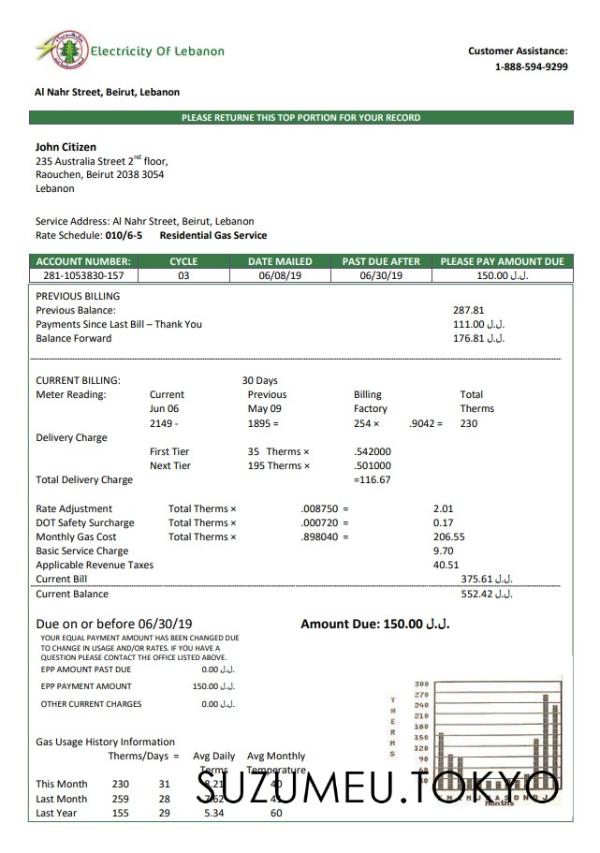 Electricity Of Lebanon
Customer Assistance:
1-888-594-9299
Al Nahr Street, Beirut, Lebanon
PLEASE RETURNE THIS TOP PORTION FOR YOUR RECORD
John Citizen
235 Australia Street 2nd floor,
Raouchen, Beirut 2038 3054
Lebanon
Service Address: Al Nahr Street, Beirut, Lebanon
Rate Schedule: 010/6-5 Residential Gas Service
ACCOUNT NUMBER: CYCLE DATE MAILED PAST DUE AFTER PLEASE PAY AMOUNT DUE
281-1053830-157 03 06/08/19 06/30/19 150.00 ل.ل.
PREVIOUS BILLING
Previous Balance: 287.81
Payments Since Last Bill – Thank You 111.00 ل.ل.
Balance Forward 176.81 ل.ل.
CURRENT BILLING: 30 Days
Meter Reading: Current Previous Billing Total
Jun 06 May 09 Factory Therms
2149 - 1895 = 254 × .9042 = 230
Delivery Charge
First Tier 35 Therms × .542000
Next Tier 195 Therms × .501000
Total Delivery Charge =116.67
Rate Adjustment Total Therms × .008750 = 2.01
DOT Safety Surcharge Total Therms × .000720 = 0.17
Monthly Gas Cost Total Therms × .898040 = 206.55
Basic Service Charge 9.70
Applicable Revenue Taxes 40.51
Current Bill 375.61 ل.ل.
Current Balance 552.42 ل.ل.
Due on or before 06/30/19 Amount Due: 150.00 ل.ل.
YOUR EQUAL PAYMENT AMOUNT HAS BEEN CHANGED DUE
TO CHANGE IN USAGE AND/OR RATES. IF YOU HAVE A
QUESTION PLEASE CONTACT THE OFFICE LISTED ABOVE.
EPP AMOUNT PAST DUE 0.00 ل.ل.
EPP PAYMENT AMOUNT 150.00 ل.ل.
OTHER CURRENT CHARGES 0.00 ل.ل.
THERMS
300
270
240
210
180
150
120
90
60
Months
Gas Usage History Information
Therms/Days = Avg Daily Avg Monthly
Terms Temperature
This Month 230 31
Last Month 259 28
Last Year 155 29 5.34 60
SUZUMEU.TOKYO